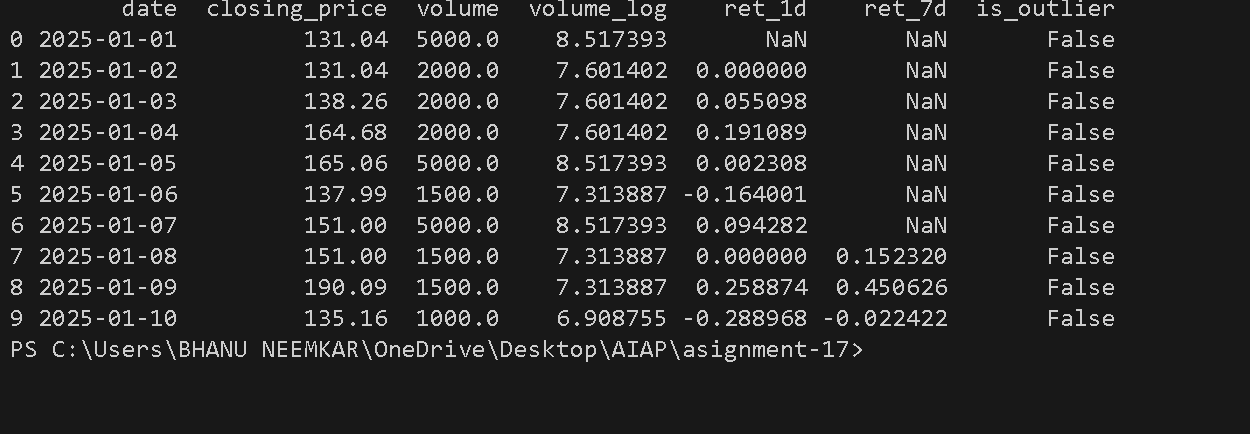 date closing_price volume volume_log ret_1d ret_7d is_outlier
0 2025-01-01 131.04 5000.0 8.517393 NaN NaN False
1 2025-01-02 131.04 2000.0 7.601402 0.000000 NaN False
2 2025-01-03 138.26 2000.0 7.601402 0.055098 NaN False
3 2025-01-04 164.68 2000.0 7.601402 0.191089 NaN False
4 2025-01-05 165.06 5000.0 8.517393 0.002308 NaN False
5 2025-01-06 137.99 1500.0 7.313887 -0.164001 NaN False
6 2025-01-07 151.00 5000.0 8.517393 0.094282 NaN False
7 2025-01-08 151.00 1500.0 7.313887 0.000000 0.152320 False
8 2025-01-09 190.09 1500.0 7.313887 0.258874 0.450626 False
9 2025-01-10 135.16 1000.0 6.908755 -0.288968 -0.022422 False
PS C:\Users\BHANU NEEMKAR\OneDrive\Desktop\AIAP\asignment-17>